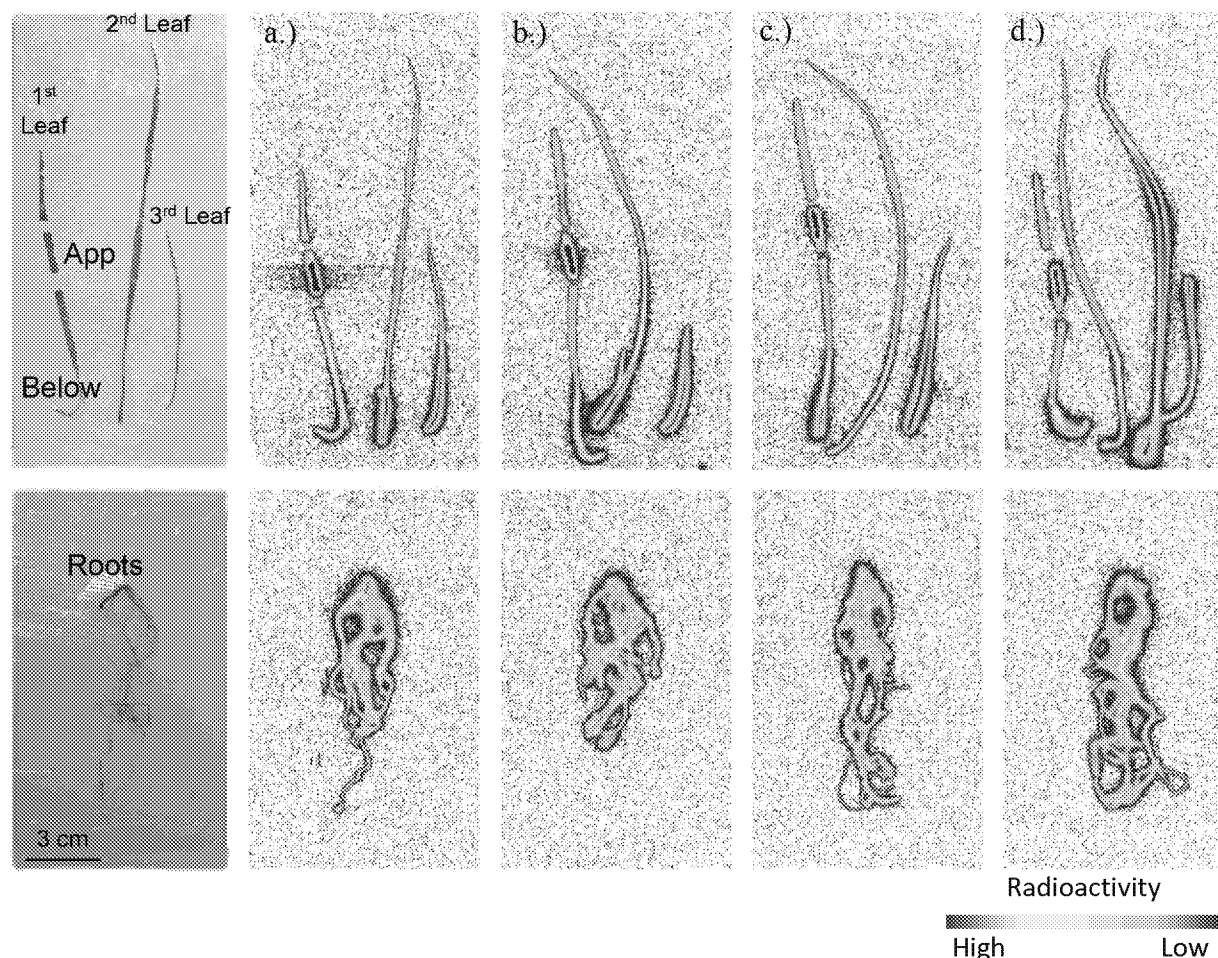 2nd Leaf
1st
Leaf
3rd Leaf
App
Below
a.)
b.)
c.)
d.)
Roots
3 cm
Radioactivity
High Low